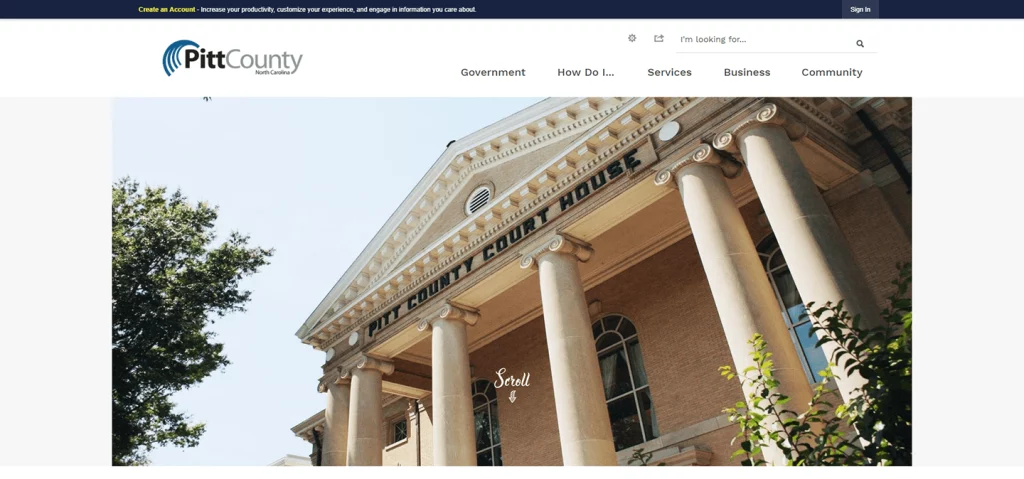 Create an Account - Increase your productivity, customize your experience, and engage in information you care about.
Sign In
PittCounty
North Carolina
I'm looking for...
Government
How Do I...
Services
Business
Community
PITT COUNTY COURT HOUSE
Scroll